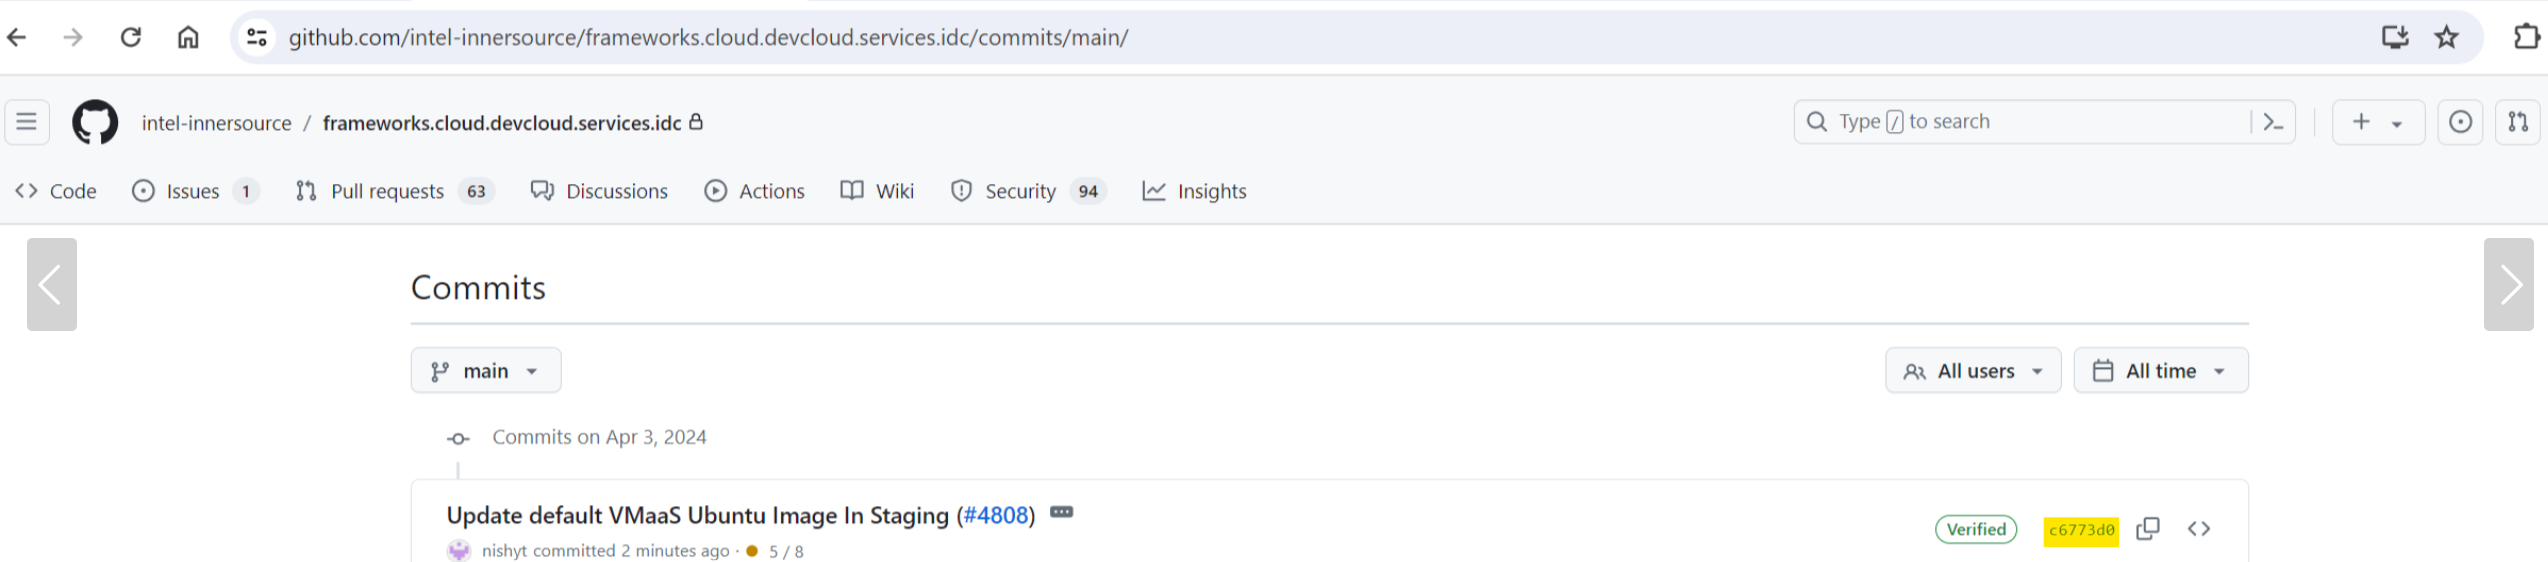 github.com/intel-innersource/frameworks.cloud.devcloud.services.idc/commits/main/
intel-innersource / frameworks.cloud.devcloud.services.idc
Type / to search
Code Issues 1 Pull requests 63 Discussions Actions Wiki Security 94 Insights
Commits
main All users All time
Commits on Apr 3, 2024
Update default VMaaS Ubuntu Image In Staging (#4808)
Verified c6773d0
nishyt committed 2 minutes ago · 5 / 8